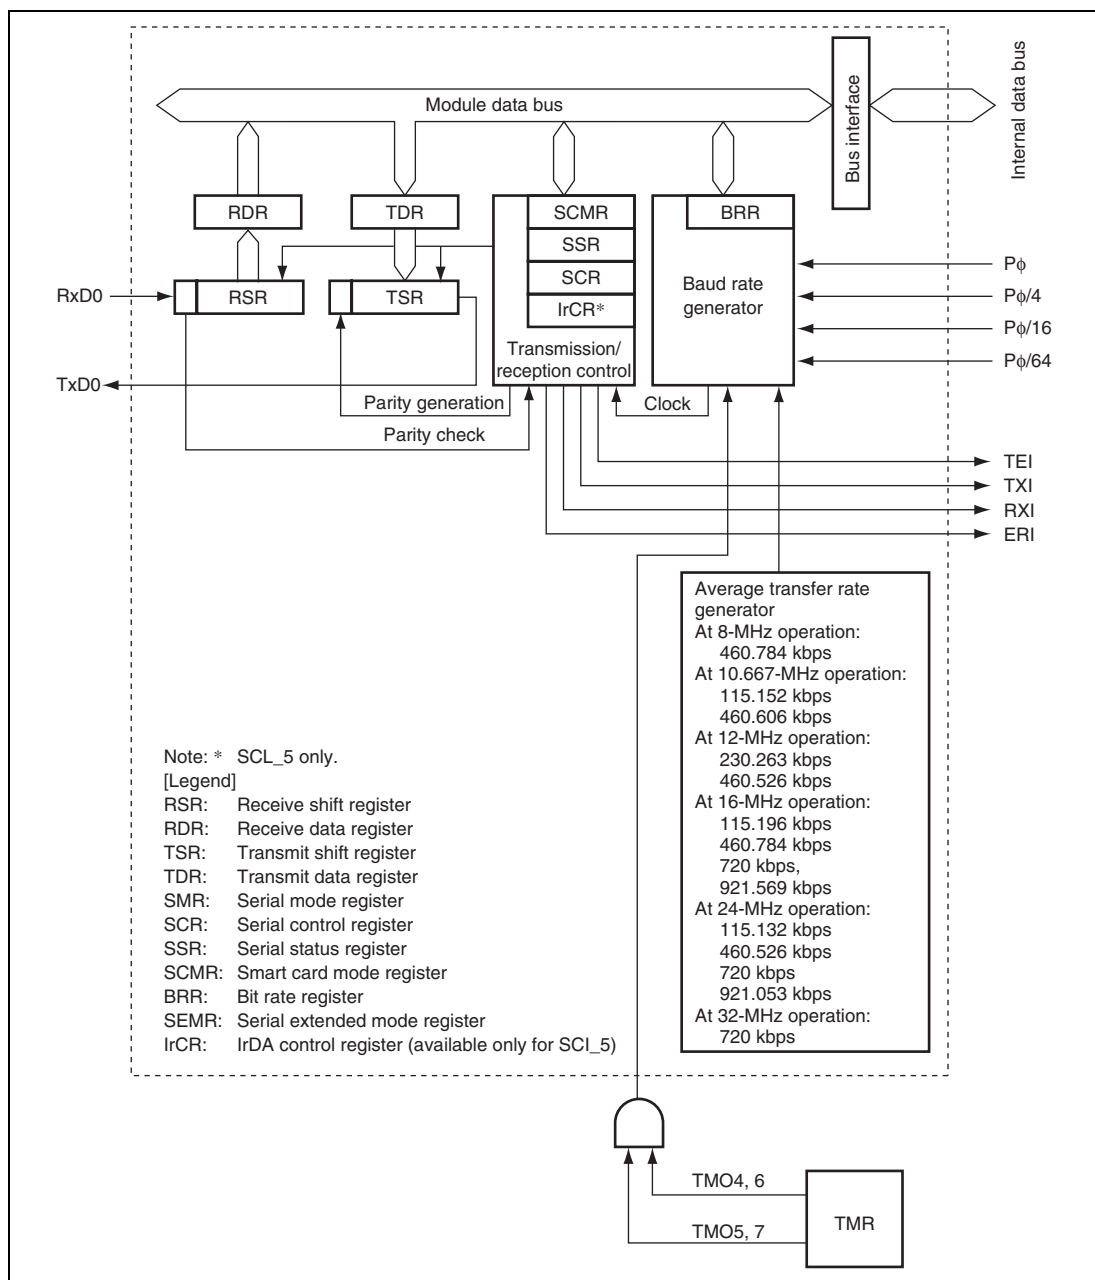 Module data bus
Bus interface
Internal data bus
RDR
TDR
SCMR
BRR
SSR
SCR
IrCR*
RSR
TSR
Baud rate
generator
Transmission/
reception control
RxD0
TxD0
Pϕ
Pϕ/4
Pϕ/16
Pϕ/64
Parity generation
Clock
Parity check
TEI
TXI
RXI
ERI
Average transfer rate
generator
At 8-MHz operation:
460.784 kbps
At 10.667-MHz operation:
115.152 kbps
460.606 kbps
At 12-MHz operation:
230.263 kbps
460.526 kbps
At 16-MHz operation:
115.196 kbps
460.784 kbps
720 kbps,
921.569 kbps
At 24-MHz operation:
115.132 kbps
460.526 kbps
720 kbps
921.053 kbps
At 32-MHz operation:
720 kbps
Note: * SCL_5 only.
[Legend]
RSR: Receive shift register
RDR: Receive data register
TSR: Transmit shift register
TDR: Transmit data register
SMR: Serial mode register
SCR: Serial control register
SSR: Serial status register
SCMR: Smart card mode register
BRR: Bit rate register
SEMR: Serial extended mode register
IrCR: IrDA control register (available only for SCI_5)
TMO4, 6
TMO5, 7
TMR